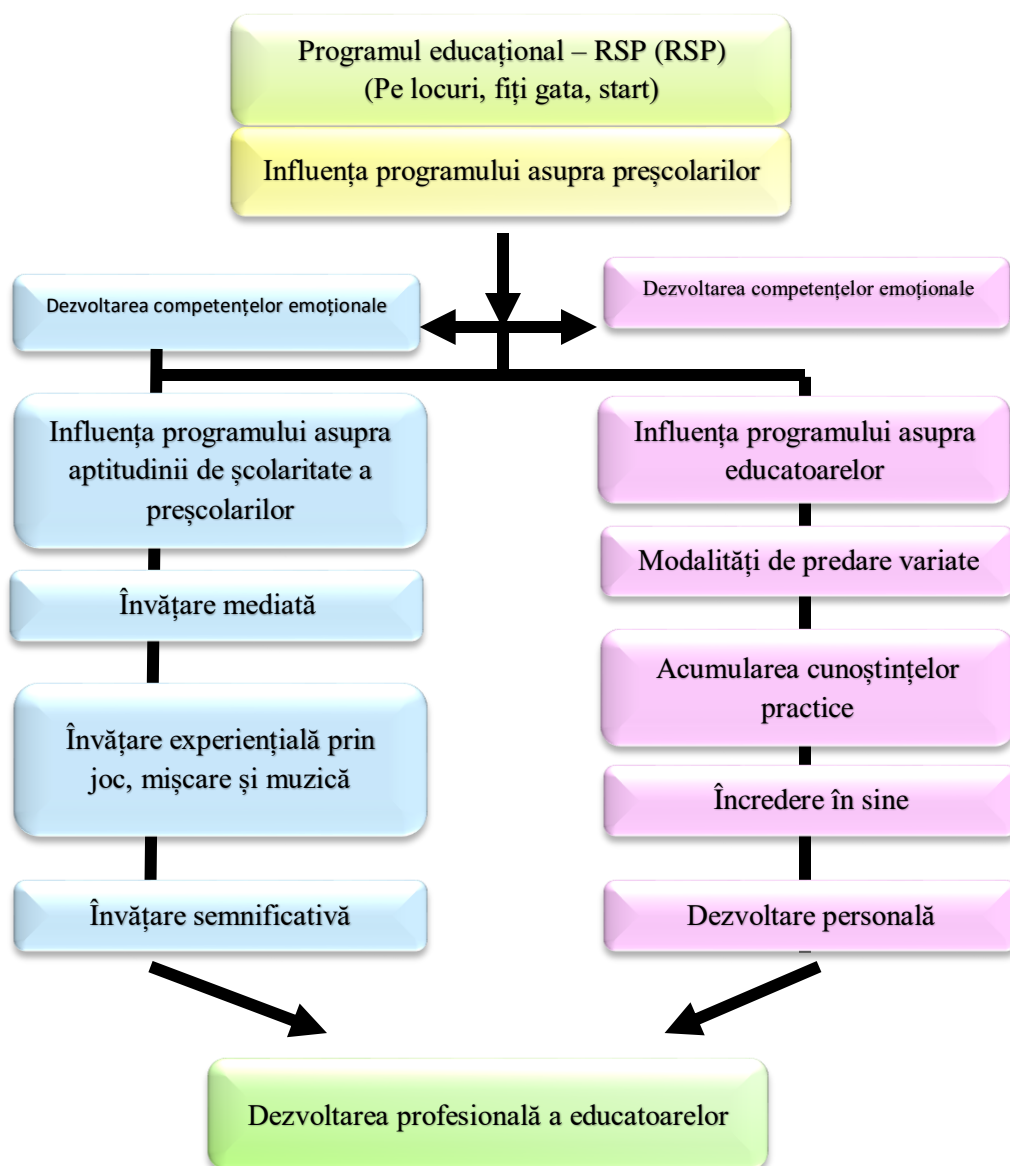 Programul educațional – RSP (RSP)
(Pe locuri, fiți gata, start)
Influența programului asupra preșcolarilor
Dezvoltarea competențelor emoționale
Dezvoltarea competențelor emoționale
Influența programului asupra
aptitudinii de școlaritate a
preșcolarilor
Învățare mediată
Învățare experiențială prin
joc, mișcare și muzică
Învățare semnificativă
Influența programului asupra
educatoarelor
Modalități de predare variate
Acumularea cunoștințelor
practice
Încredere în sine
Dezvoltare personală
Dezvoltarea profesională a educatoarelor